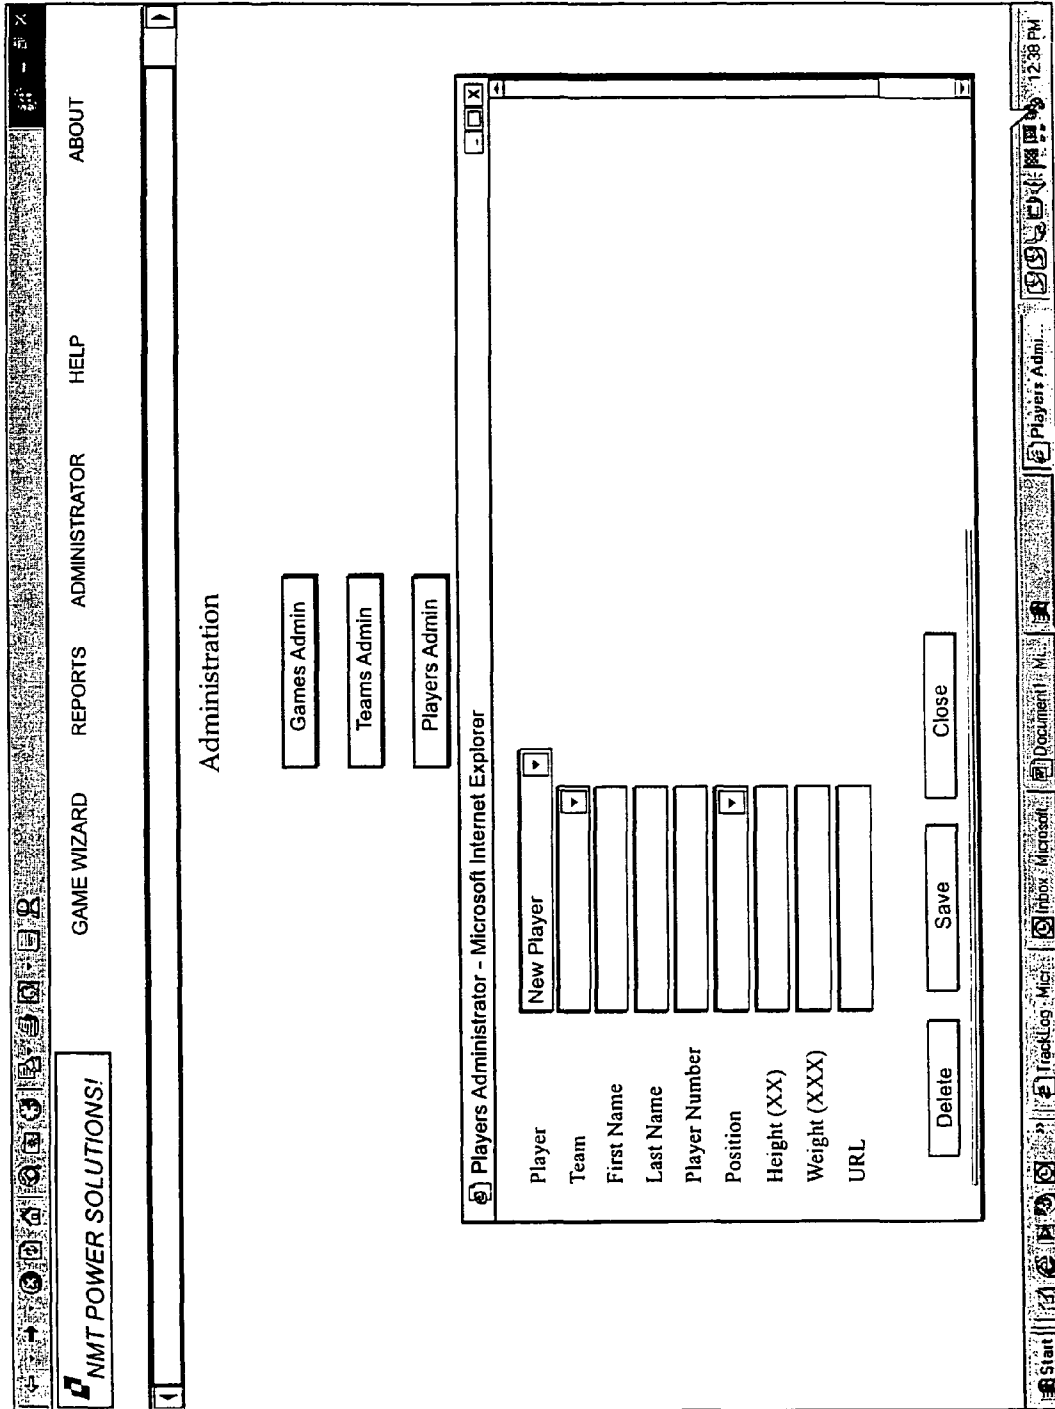 NMT POWER SOLUTIONS!
GAME WIZARD REPORTS ADMINISTRATOR HELP ABOUT
Administration
Games Admin
Teams Admin
Players Admin
Players Administrator - Microsoft Internet Explorer
Player New Player
Team
First Name
Last Name
Player Number
Position
Height (XX)
Weight (XXX)
URL
Delete Save Close
Start » TrackLog - Micr... Inbox - Microsoft... Document1 - Mi... Players Admi... 12:38 PM